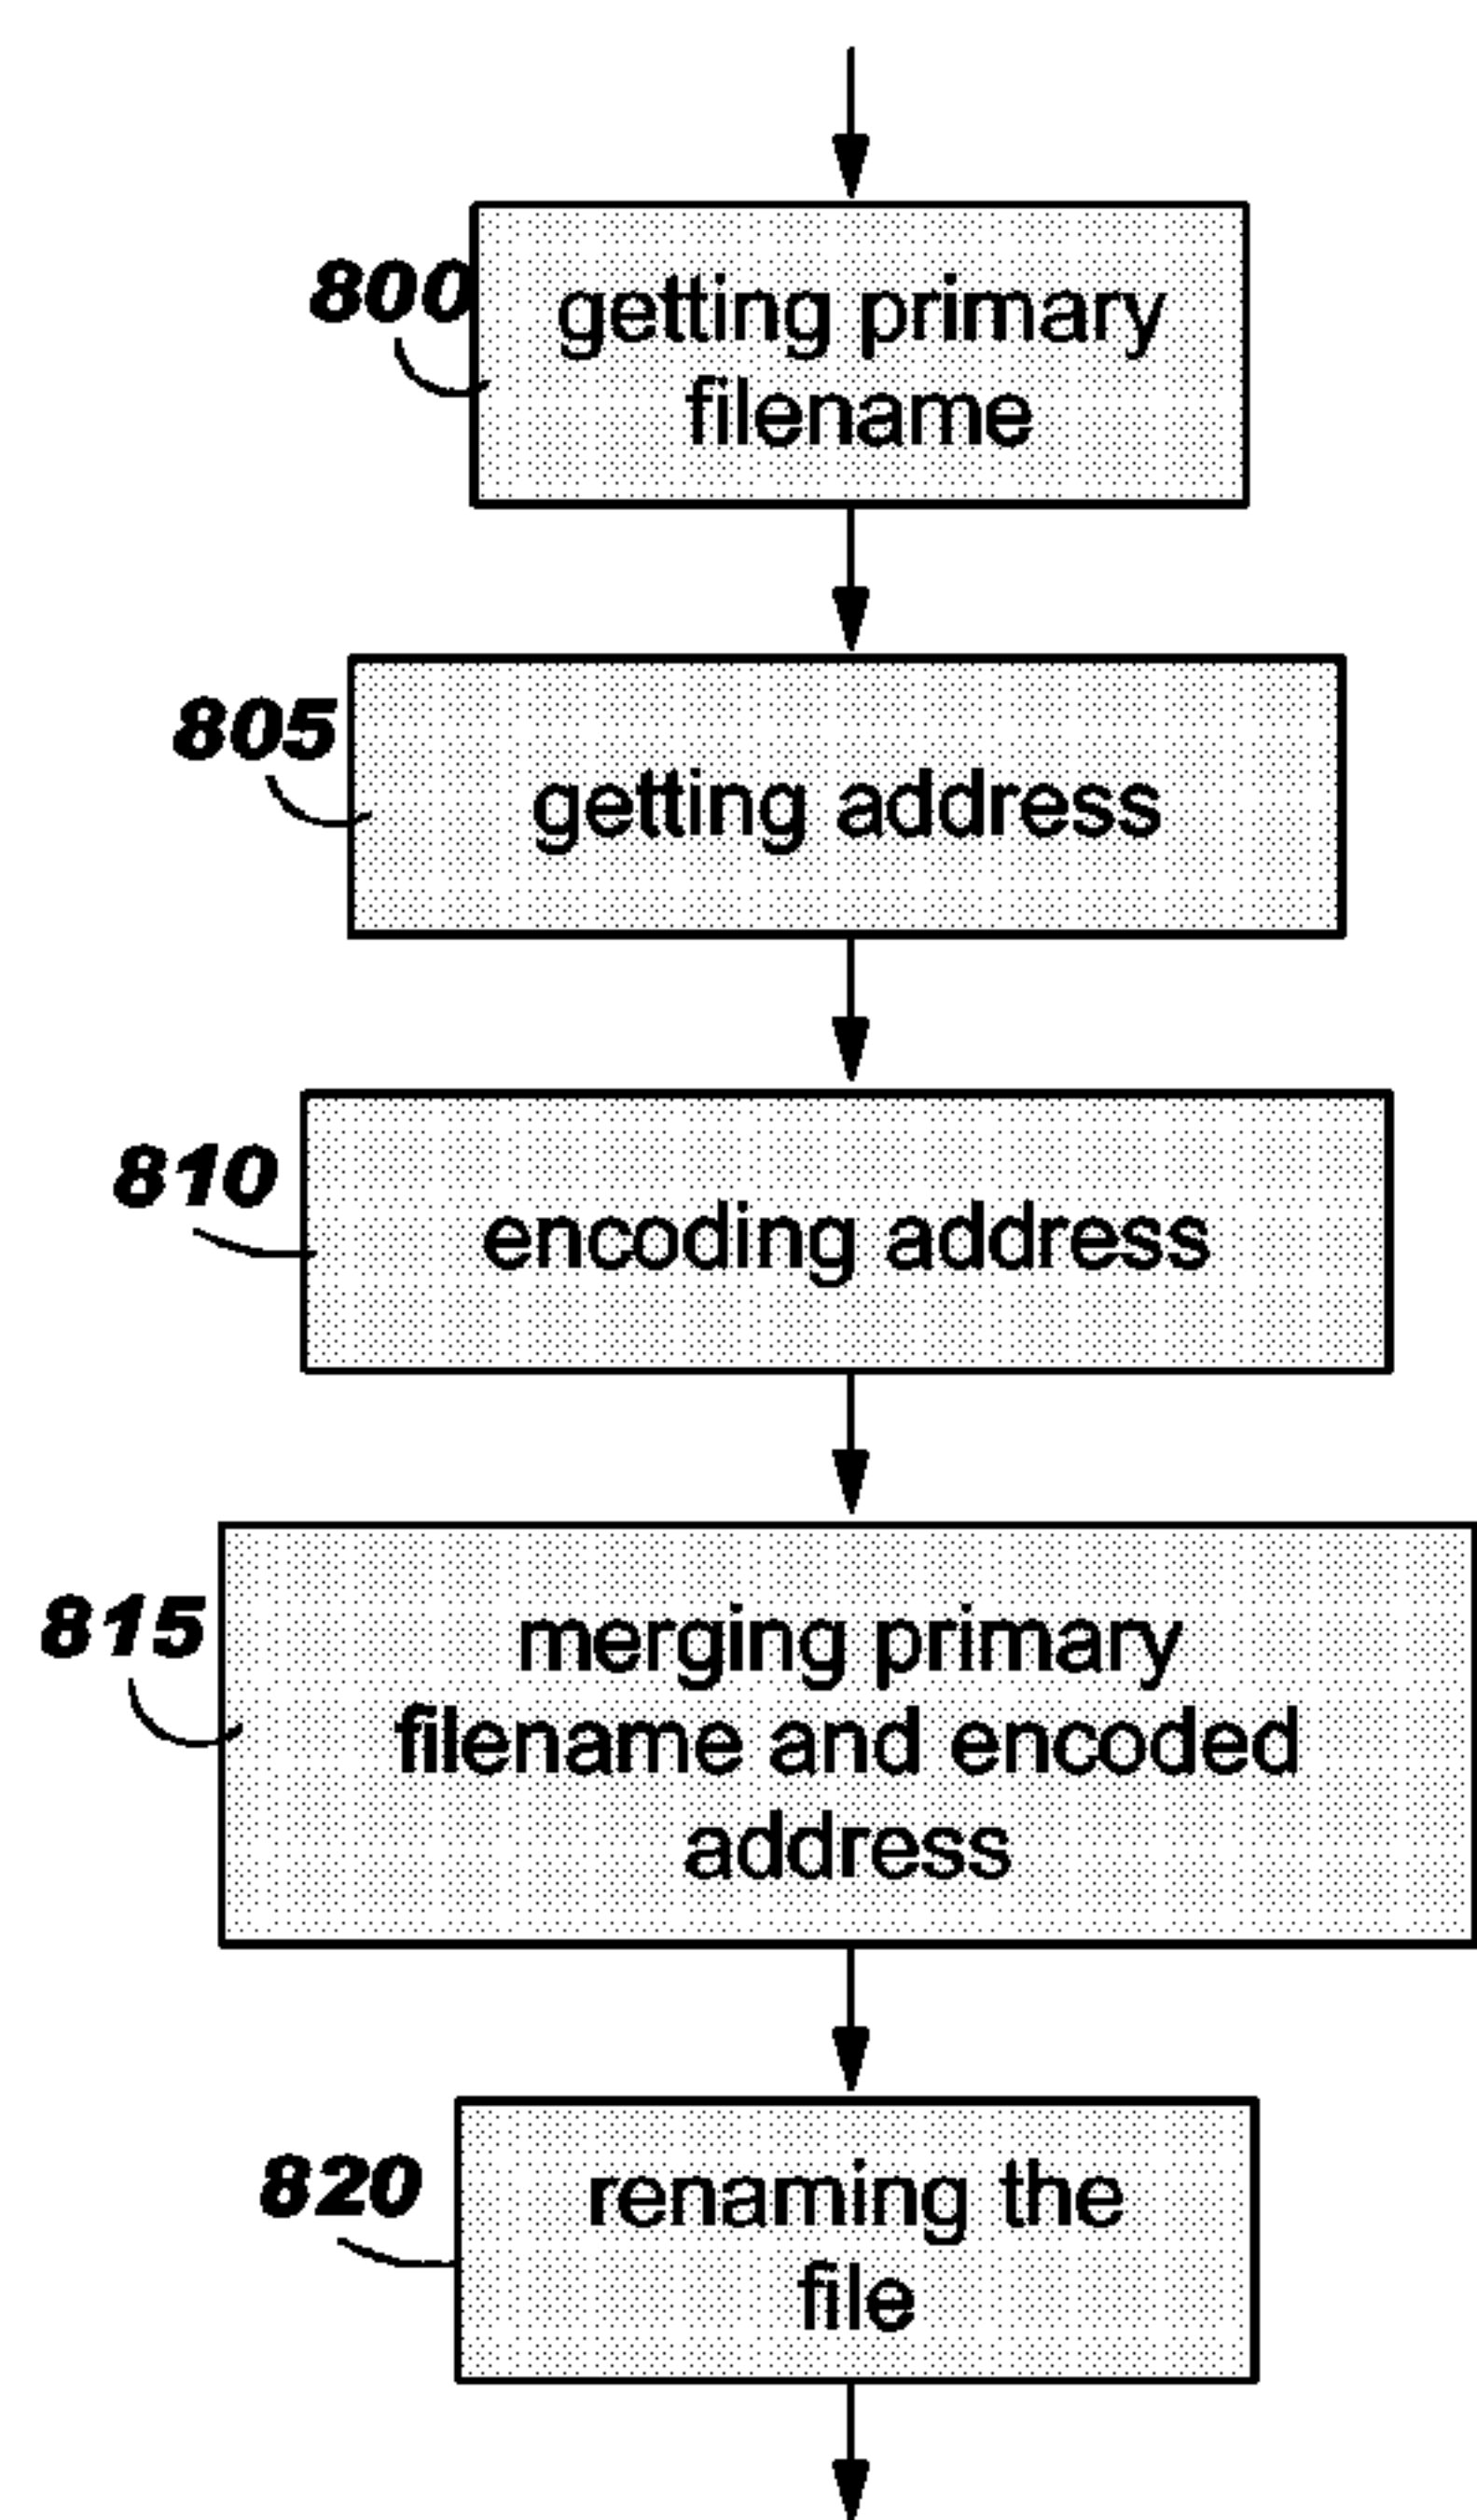 800
getting primary
filename
805
getting address
810
encoding address
815
merging primary
filename and encoded
address
820
renaming the
file